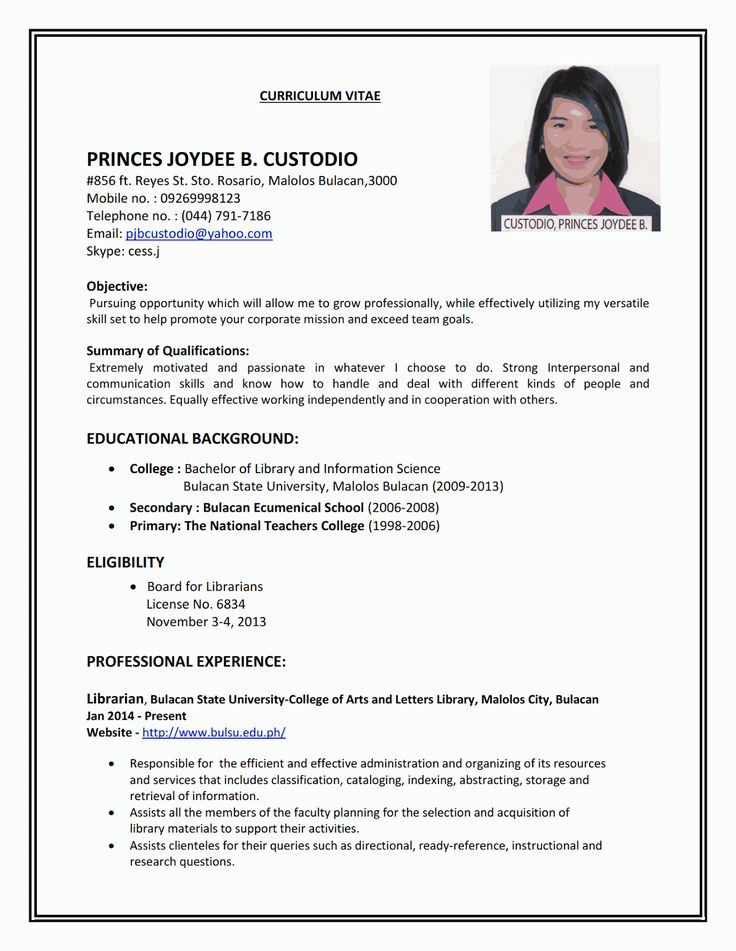 CURRICULUM VITAE
PRINCES JOYDEE B. CUSTODIO
#856 ft. Reyes St. Sto. Rosario, Malolos Bulacan,3000
Mobile no. : 09269998123
Telephone no. : (044) 791-7186
Email: pjbcustodio@yahoo.com
Skype: cess.j
CUSTODIO, PRINCES JOYDEE B.
Objective:
Pursuing opportunity which will allow me to grow professionally, while effectively utilizing my versatile
skill set to help promote your corporate mission and exceed team goals.
Summary of Qualifications:
Extremely motivated and passionate in whatever I choose to do. Strong Interpersonal and
communication skills and know how to handle and deal with different kinds of people and
circumstances. Equally effective working independently and in cooperation with others.
EDUCATIONAL BACKGROUND:
• College : Bachelor of Library and Information Science
Bulacan State University, Malolos Bulacan (2009-2013)
• Secondary : Bulacan Ecumenical School (2006-2008)
• Primary: The National Teachers College (1998-2006)
ELIGIBILITY
• Board for Librarians
License No. 6834
November 3-4, 2013
PROFESSIONAL EXPERIENCE:
Librarian, Bulacan State University-College of Arts and Letters Library, Malolos City, Bulacan
Jan 2014 - Present
Website - http://www.bulsu.edu.ph/
• Responsible for the efficient and effective administration and organizing of its resources
and services that includes classification, cataloging, indexing, abstracting, storage and
retrieval of information.
• Assists all the members of the faculty planning for the selection and acquisition of
library materials to support their activities.
• Assists clienteles for their queries such as directional, ready-reference, instructional and
research questions.